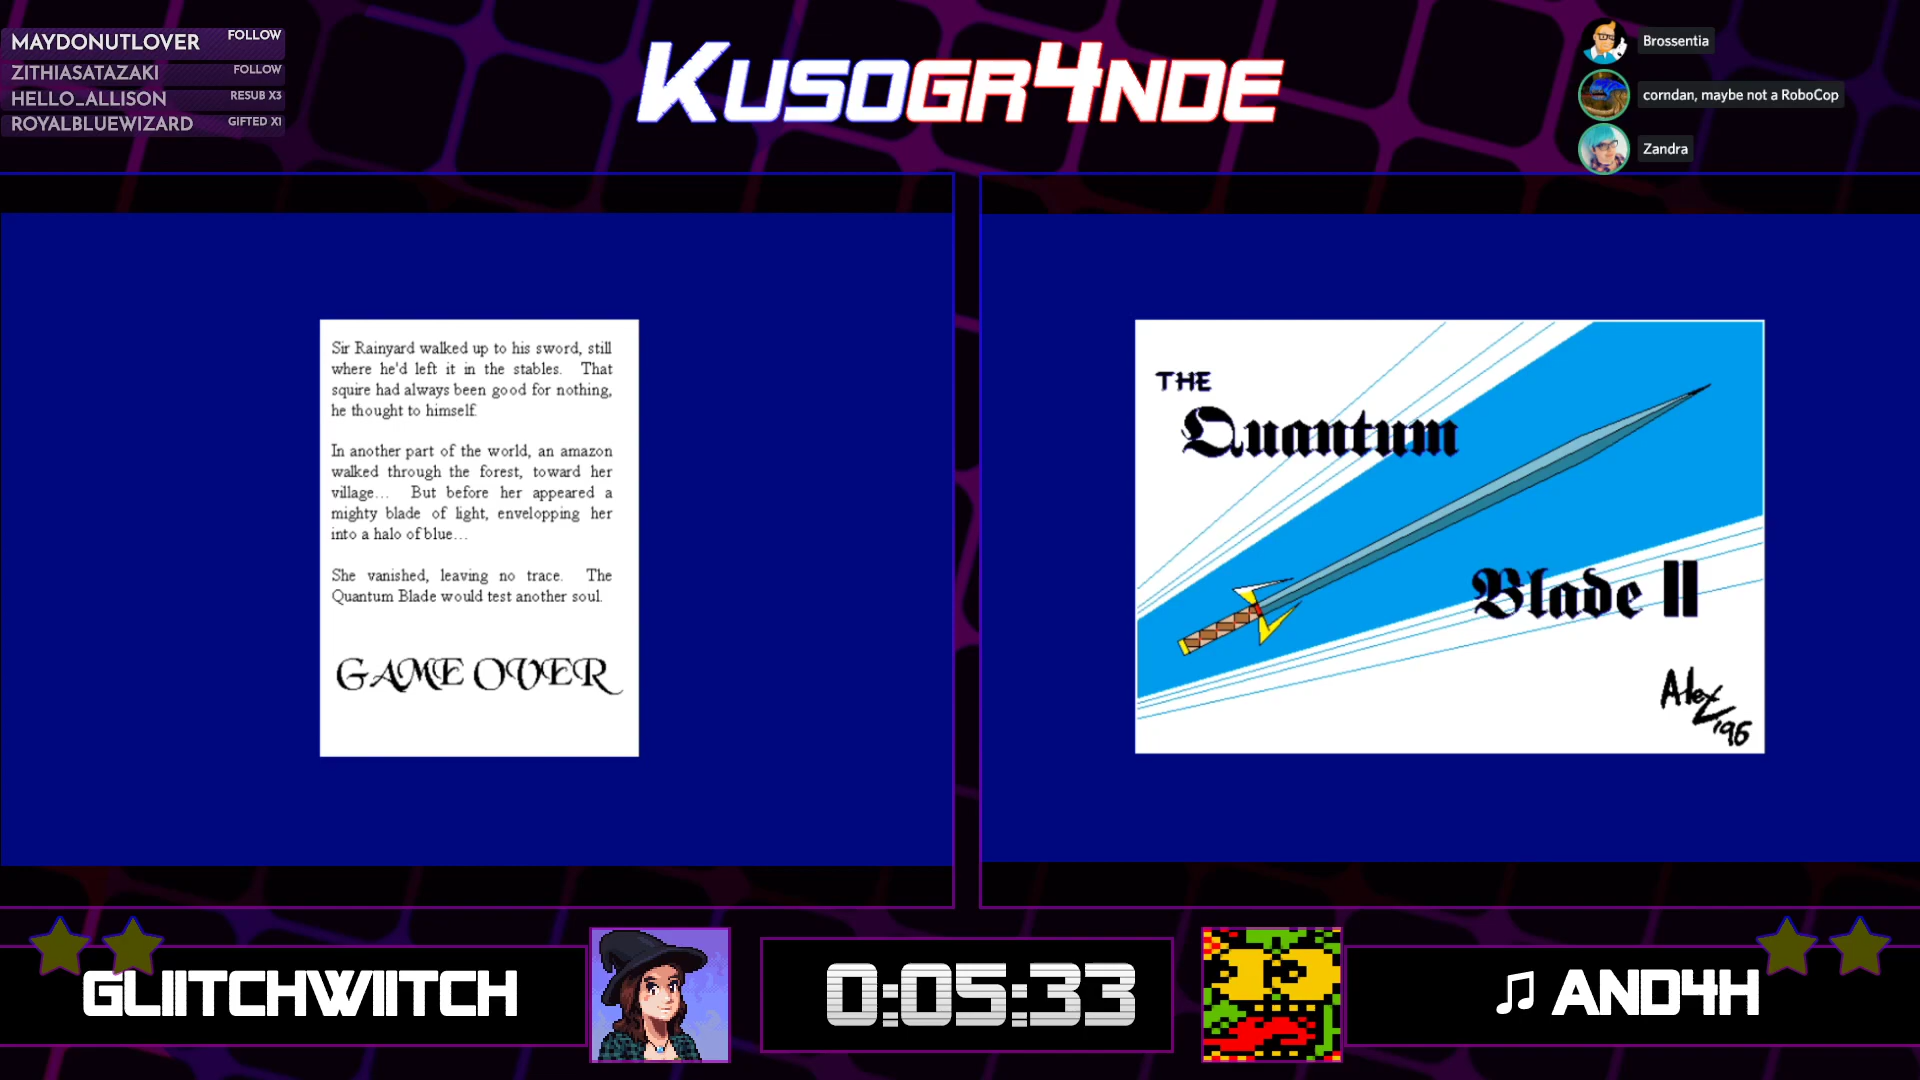 MAYDONUTLOVER FOLLOW
ZITHIASATAZAKI FOLLOW
HELLO_ALLISON RESUB X3
ROYALBLUEWIZARD GIFTED X1
KUSOGR4NDE
Brossentia
corndan, maybe not a RoboCop
Zandra
Sir Rainyard walked up to his sword, still
where he'd left it in the stables. That
squire had always been good for nothing,
he thought to himself.
In another part of the world, an amazon
walked through the forest, toward her
village... But before her appeared a
mighty blade of light, envelopping her
into a halo of blue...
She vanished, leaving no trace. The
Quantum Blade would test another soul.
GAME OVER
THE
Quantum
Blade II
Alex
'96
GLIITCHWIITCH
0:05:33
♫ AND4H